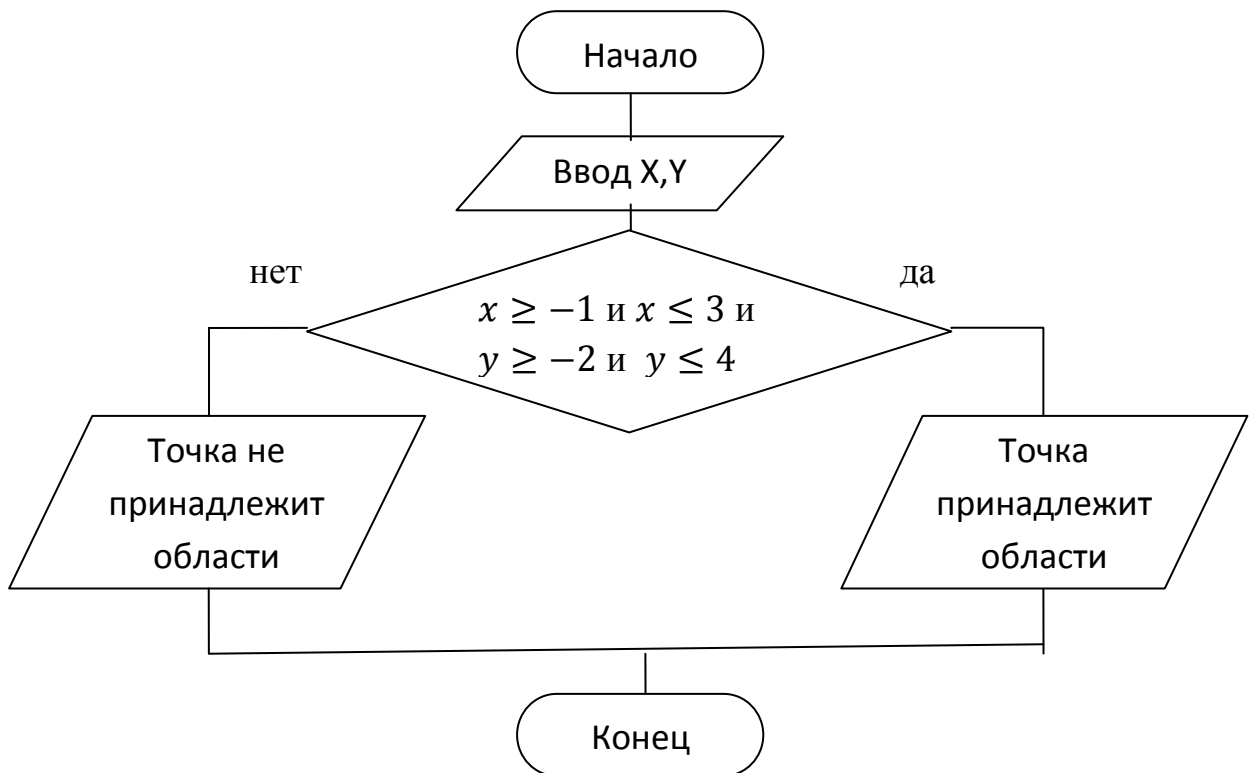 Начало
Ввод X,Y
нет
да
x ≥ −1 и x ≤ 3 и
y ≥ −2 и y ≤ 4
Точка не
принадлежит
области
Точка
принадлежит
области
Конец